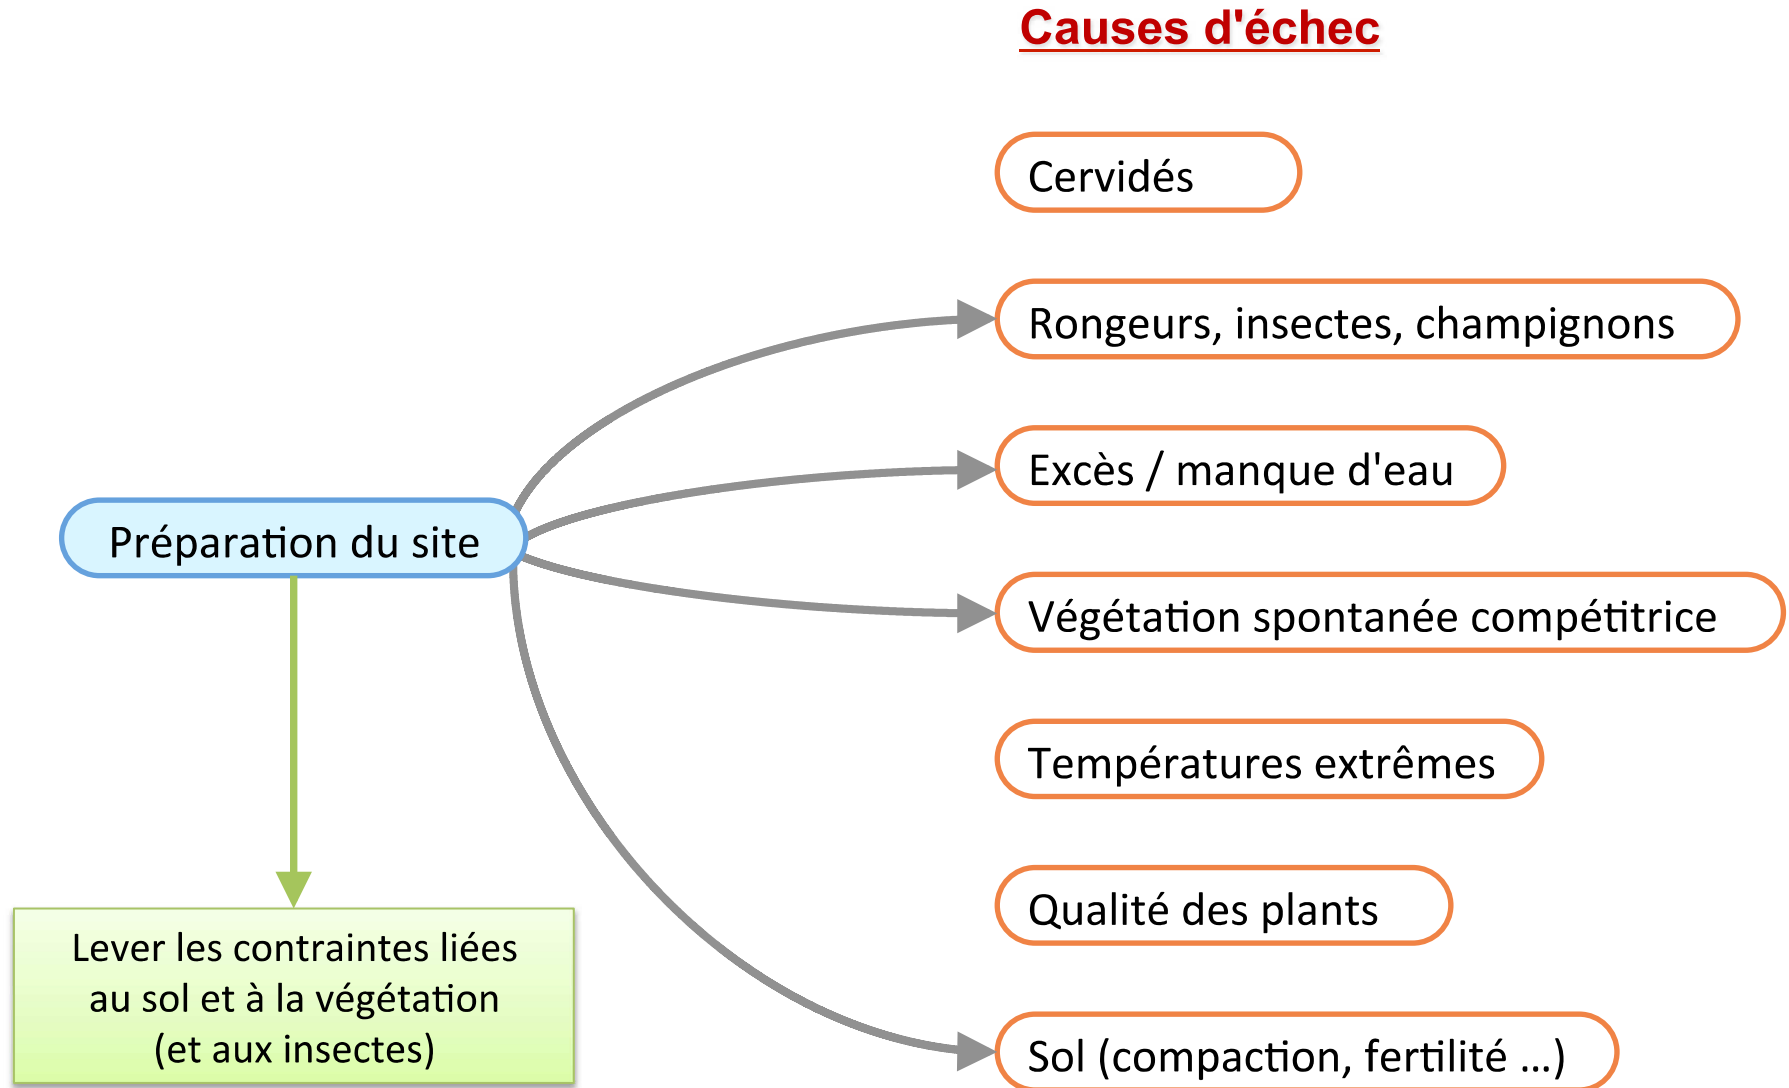 Causes d'échec
Cervidés
Rongeurs, insectes, champignons
Excès / manque d'eau
Préparation du site
Végétation spontanée compétitrice
Températures extrêmes
Qualité des plants
Lever les contraintes liées
au sol et à la végétation
(et aux insectes)
Sol (compaction, fertilité ...)